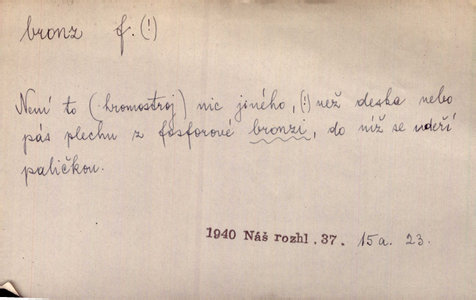 bronz f. (!)
Není to (hromostroj) nic jiného, (!) než deska nebo
pás plechu z fosforové bronzi, do níž se udeří
paličkou.
1940 Náš rozhl. 37. 15a. 23.